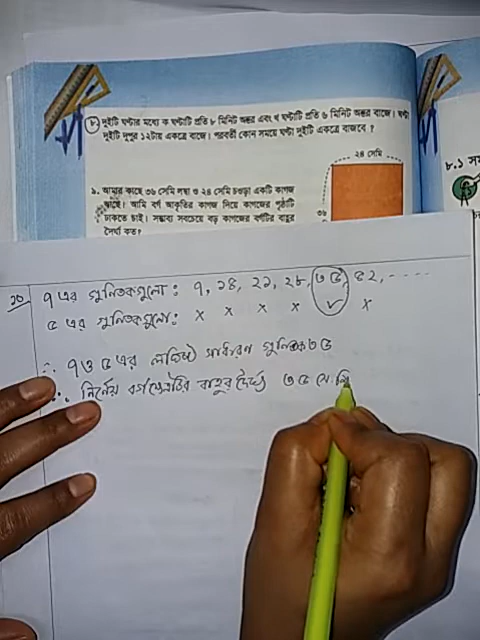 ৮. দুইটি ঘণ্টার মধ্যে ক ঘণ্টাটি প্রতি ৮ মিনিট অন্তর এবং খ ঘণ্টাটি প্রতি ৬ মিনিট অন্তর বাজে। ঘণ্টা
দুইটি দুপুর ১২টায় একত্রে বাজে। পরবর্তী কোন সময়ে ঘণ্টা দুইটি একত্রে বাজবে ?
২৪ সেমি
৯. আমার কাছে ৩৬ সেমি লম্বা ও ২৪ সেমি চওড়া একটি কাগজ
আছে। আমি বর্গ আকৃতির কাগজ দিয়ে কাগজের পৃষ্ঠাটি
ঢাকতে চাই। সম্ভাব্য সবচেয়ে বড় কাগজের বর্গটির বাহুর
দৈর্ঘ্য কত?
৩৬
৮.১
১০ ৭ এর গুনিতকগুলো : ৭, ১৪, ২১, ২৮, ৩৫, ৪২, - - - -
৫ এর গুনিতকগুলো: x x x x ✓ x
∴ ৭ ও ৫ এর লঘিষ্ঠ সাধারণ গুনিতক ৩৫
∴ নির্ণেয় বর্গক্ষেত্রটির বাহুর দৈর্ঘ্য ৩৫ সে.মি